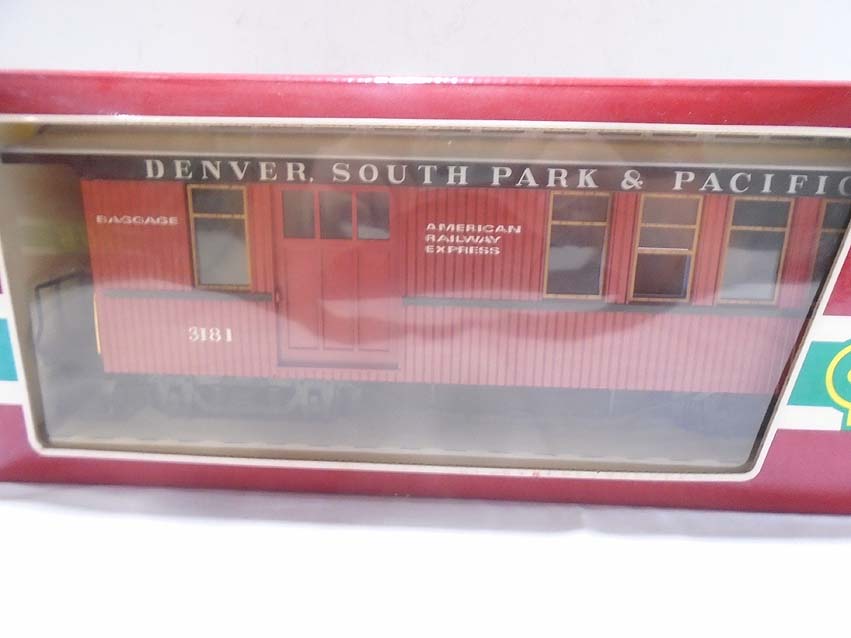 DENVER, SOUTH PARK & PACIFIC
BAGGAGE
AMERICAN
RAILWAY
EXPRESS
3181